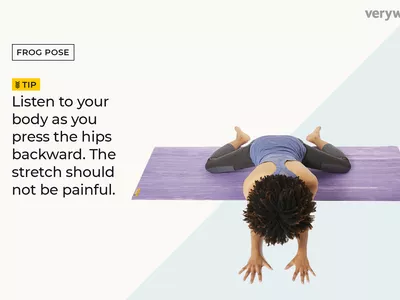 veryw
FROG POSE
TIP
Listen to your
body as you
press the hips
backward. The
stretch should
not be painful.